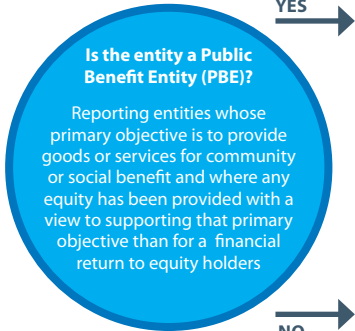 YES
Is the entity a Public
Benefit Entity (PBE)?
Reporting entities whose
primary objective is to provide
goods or services for community
or social benefit and where any
equity has been provided with a
view to supporting that primary
objective than for a financial
return to equity holders
NO